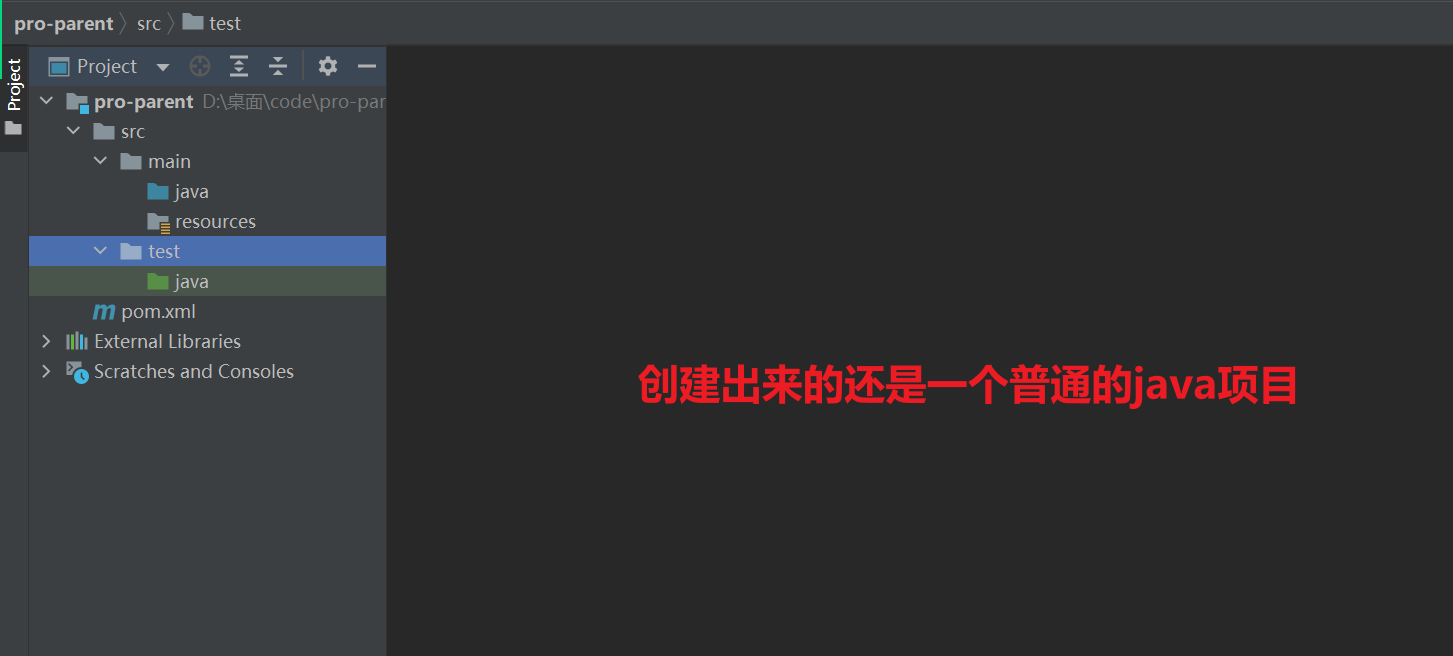 pro-parent 〉 src 〉 test
Project
Project
pro-parent D:\桌面\code\pro-par
src
main
java
resources
test
java
pom.xml
External Libraries
Scratches and Consoles
创建出来的还是一个普通的java项目